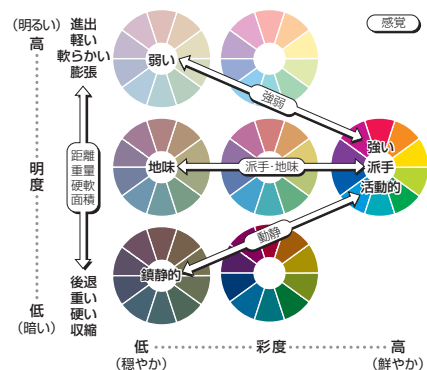 (明るい) 進出
高 軽い
軟らかい
膨張
感覚
弱い
強弱
距離
重量
硬軟
面積
明度
地味
派手・地味
強い
派手
活動的
動静
鎮静的
後退
低 重い
(暗い) 硬い
収縮
低 彩度 高
(穏やか) (鮮やか)